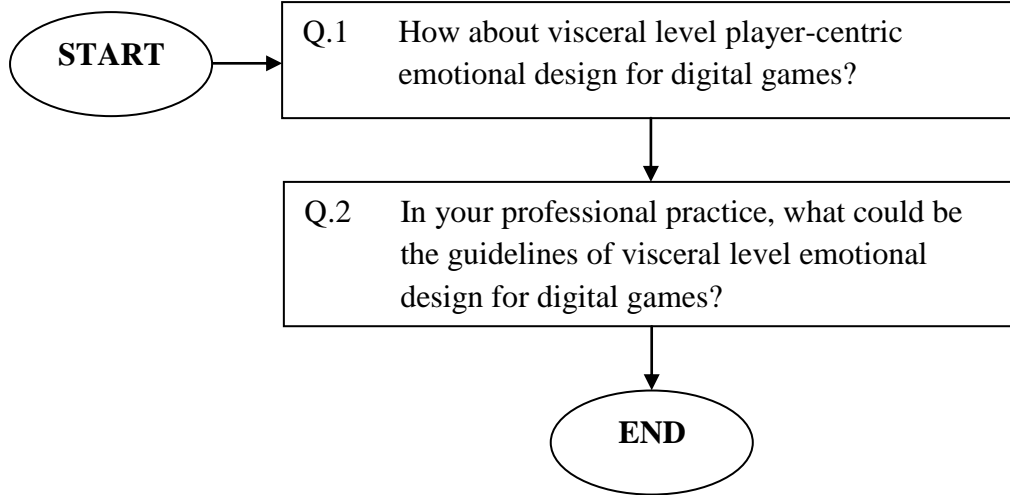 START
Q.1 How about visceral level player-centric
emotional design for digital games?
Q.2 In your professional practice, what could be
the guidelines of visceral level emotional
design for digital games?
END